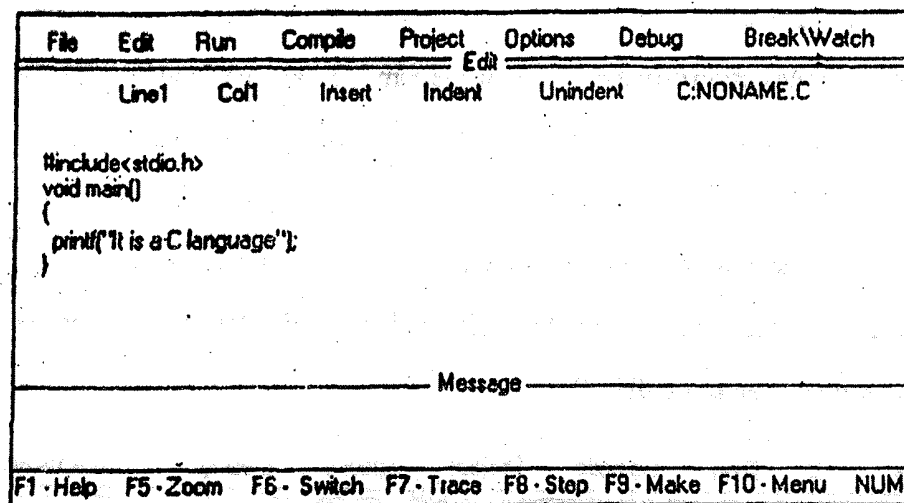 File Edit Run Compile Project Options Debug Break\Watch
Edit
Line1 Col1 Insert Indent Unindent C:NONAME.C
#include<stdio.h>
void main()
{
printf("It is a C language");
}
Message
F1 - Help F5 - Zoom F6 - Switch F7 - Trace F8 - Step F9 - Make F10 - Menu NUM